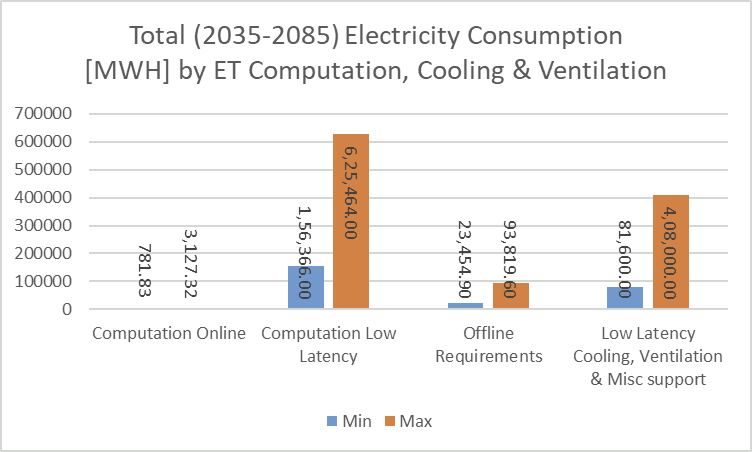 Total (2035-2085) Electricity Consumption
[MWH] by ET Computation, Cooling & Ventilation
700000
600000
500000
400000
300000
200000
100000
0
781.83
3,127.32
1,56,366.00
6,25,464.00
23,454.90
93,819.60
81,600.00
4,08,000.00
Computation Online
Computation Low
Latency
Offline
Requirements
Low Latency
Cooling, Ventilation
& Misc support
Min
Max